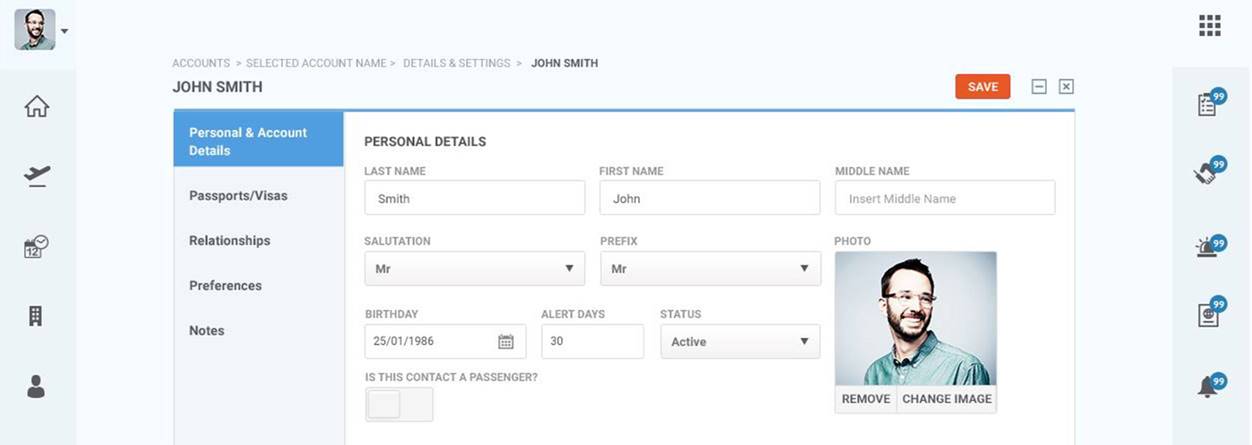 ACCOUNTS > SELECTED ACCOUNT NAME > DETAILS & SETTINGS > JOHN SMITH
JOHN SMITH
SAVE
Personal & Account
Details
Passports/Visas
Relationships
Preferences
Notes
PERSONAL DETAILS
LAST NAME FIRST NAME MIDDLE NAME
Smith John Insert Middle Name
SALUTATION PREFIX PHOTO
Mr Mr
BIRTHDAY ALERT DAYS STATUS
25/01/1986 30 Active
IS THIS CONTACT A PASSENGER?
REMOVE CHANGE IMAGE
12
99
99
99
99
99